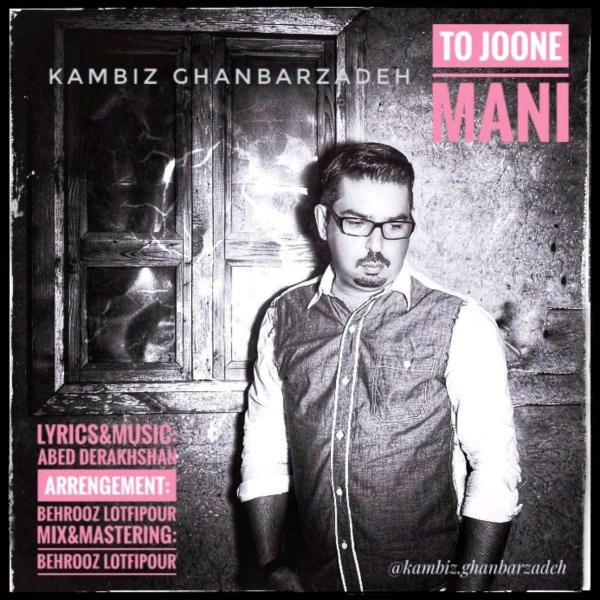 TO JOONE
MANI
KAMBIZ GHANBARZADEH
LYRICS&MUSIC:
ABED DERAKHSHAN
ARRENGEMENT:
BEHROOZ LOTFIPOUR
MIX&MASTERING:
BEHROOZ LOTFIPOUR
@kambiz.ghanbarzadeh